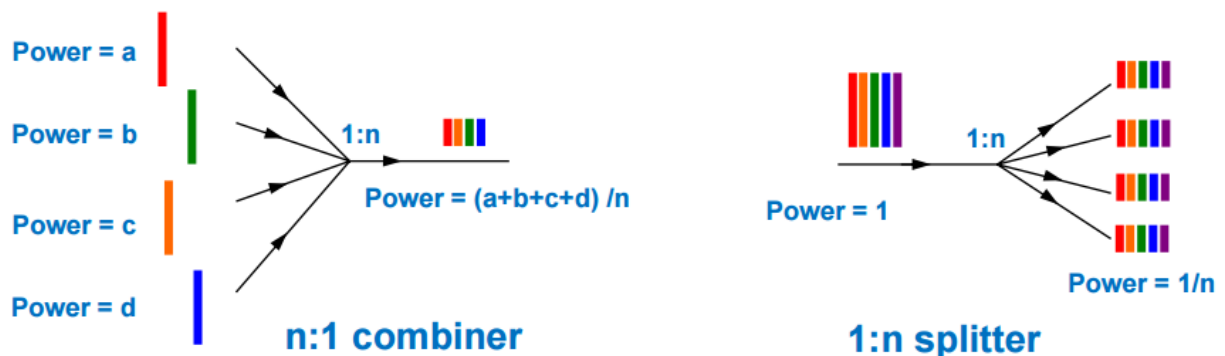 Power = a
Power = b
Power = c
Power = d
1:n
Power = (a+b+c+d) /n
n:1 combiner
Power = 1
1:n
Power = 1/n
1:n splitter